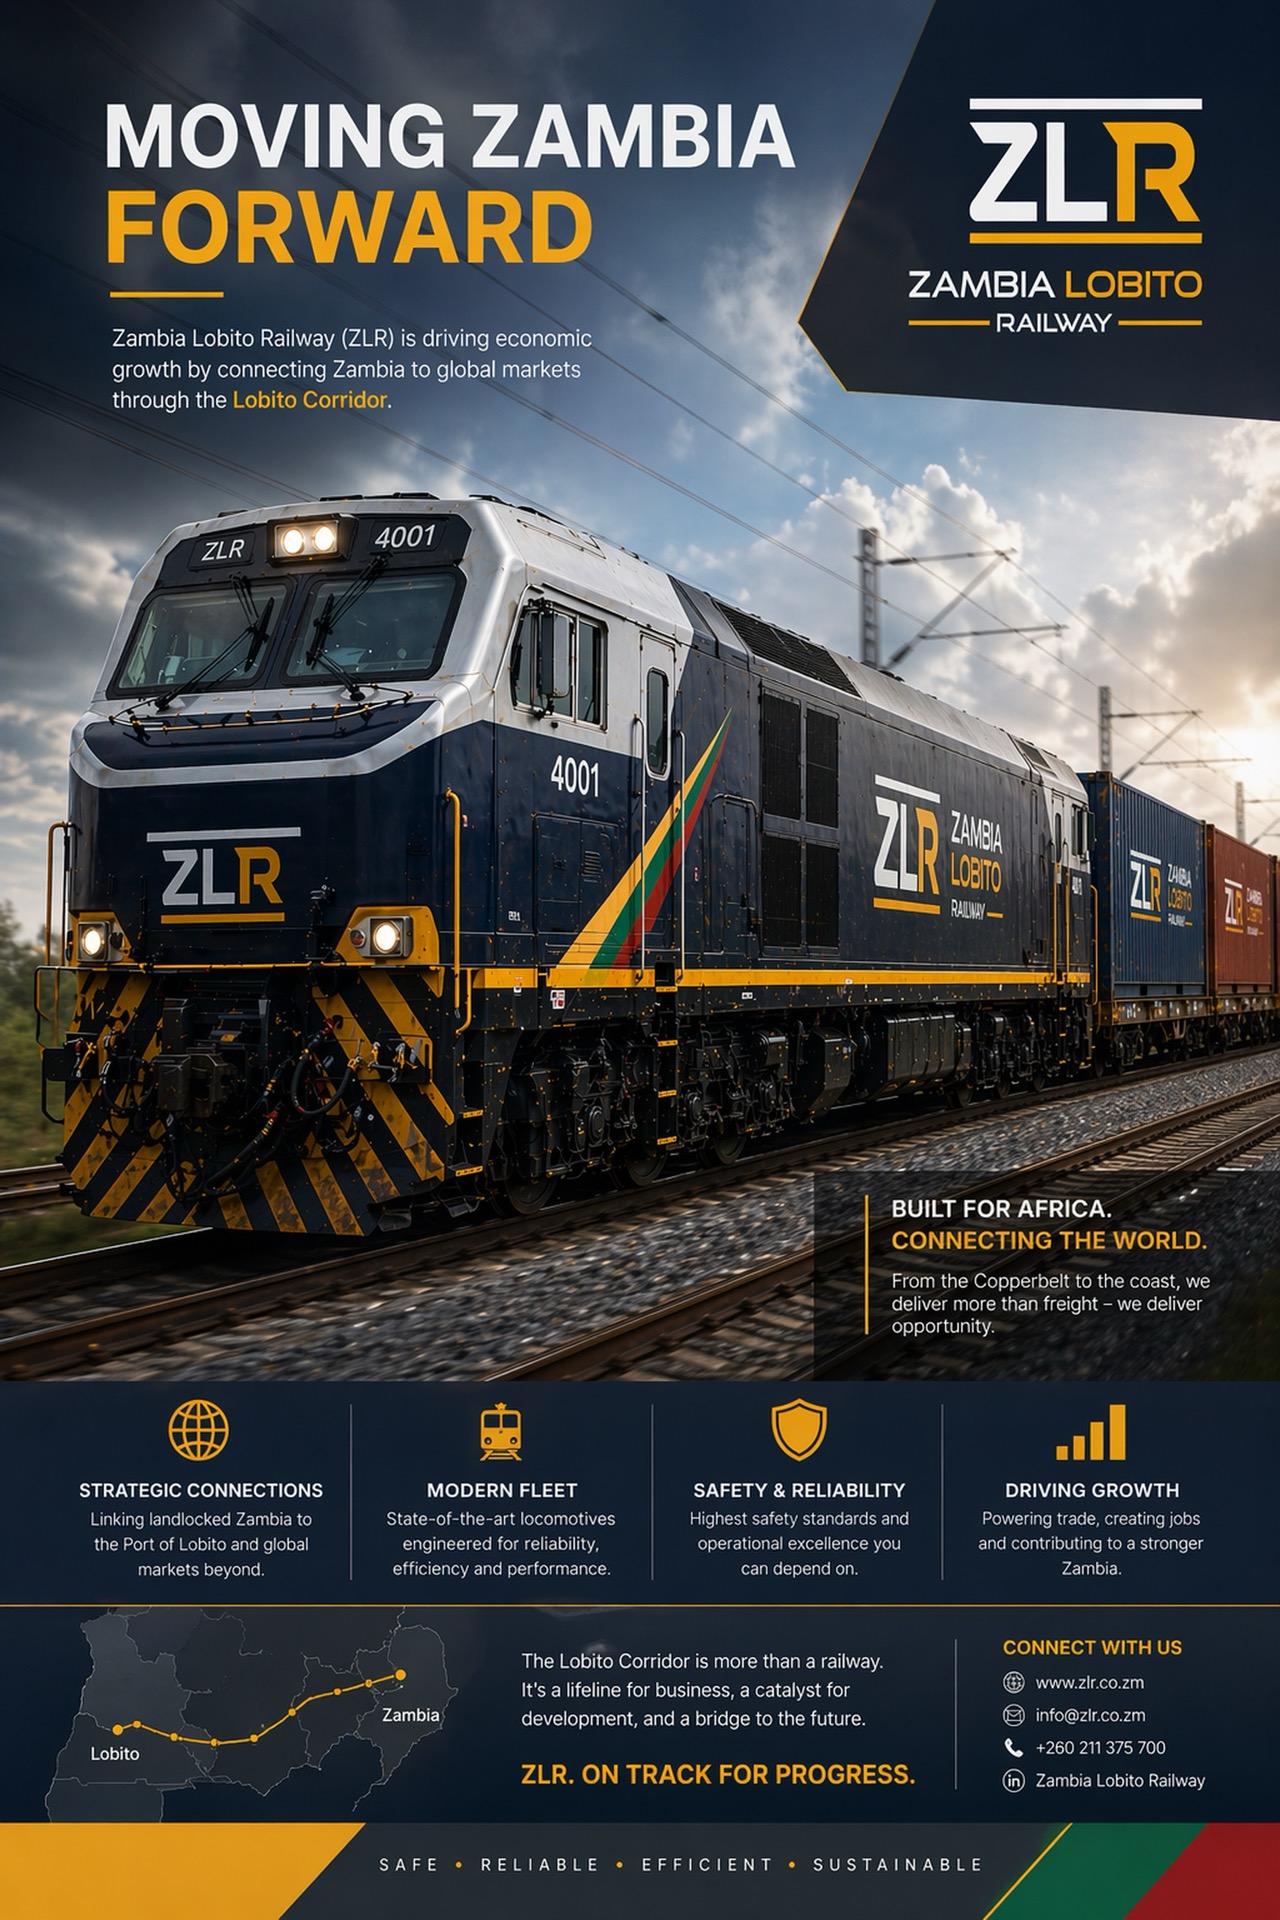 MOVING ZAMBIA
FORWARD
Zambia Lobito Railway (ZLR) is driving economic
growth by connecting Zambia to global markets
through the Lobito Corridor.
ZLR
ZAMBIA LOBITO
RAILWAY
ZLR
4001
4001
ZLR
ZLR
ZAMBIA
LOBITO
RAILWAY
ZLR
ZAMBIA
LOBITO
ZLR
BUILT FOR AFRICA.
CONNECTING THE WORLD.
From the Copperbelt to the coast, we
deliver more than freight – we deliver
opportunity.
STRATEGIC CONNECTIONS
Linking landlocked Zambia to
the Port of Lobito and global
markets beyond.
MODERN FLEET
State-of-the-art locomotives
engineered for reliability,
efficiency and performance.
SAFETY & RELIABILITY
Highest safety standards and
operational excellence you
can depend on.
DRIVING GROWTH
Powering trade, creating jobs
and contributing to a stronger
Zambia.
Lobito
Zambia
The Lobito Corridor is more than a railway.
It's a lifeline for business, a catalyst for
development, and a bridge to the future.
ZLR. ON TRACK FOR PROGRESS.
CONNECT WITH US
www.zlr.co.zm
info@zlr.co.zm
+260 211 375 700
in Zambia Lobito Railway
SAFE • RELIABLE • EFFICIENT • SUSTAINABLE